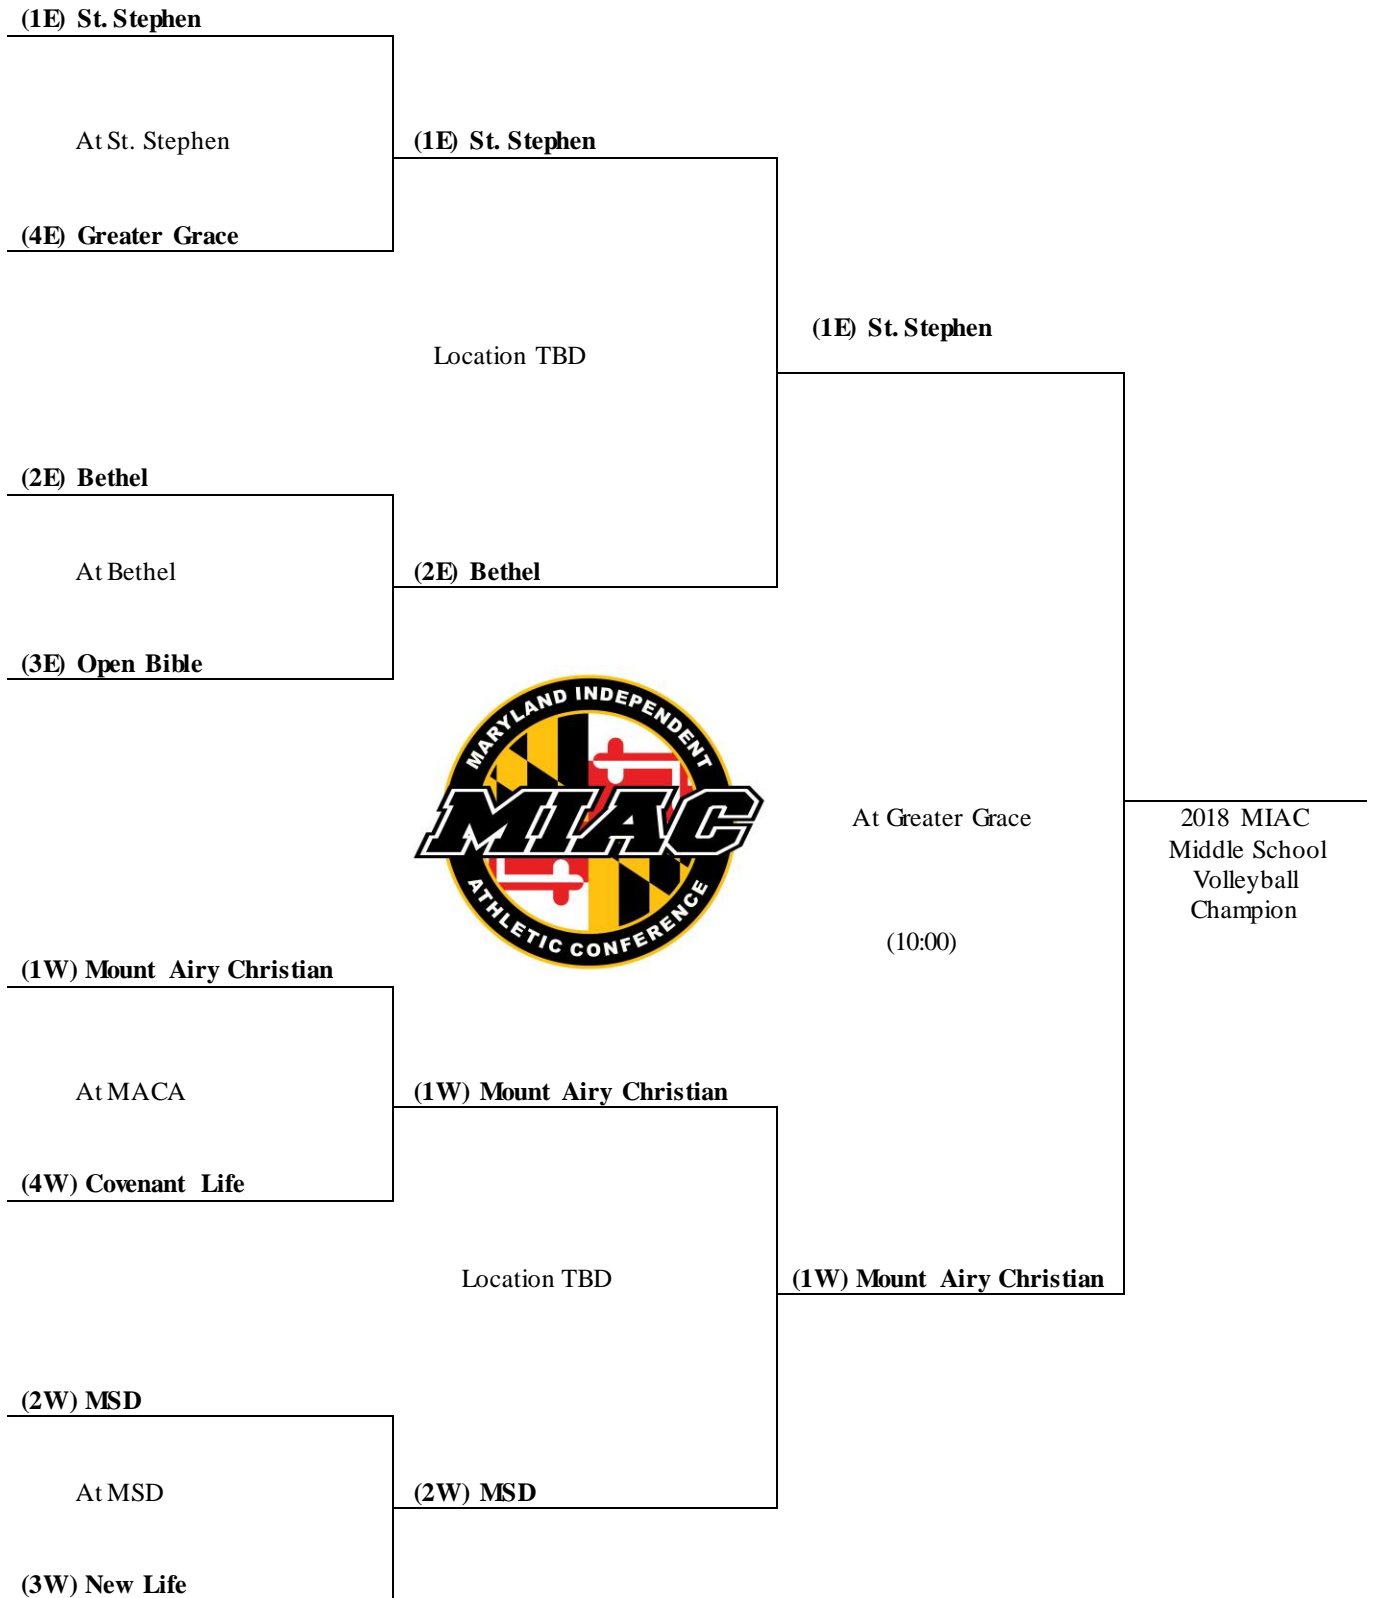 (1E) St. Stephen
At St. Stephen
(1E) St. Stephen
(4E) Greater Grace
(1E) St. Stephen
Location TBD
(2E) Bethel
At Bethel
(2E) Bethel
(3E) Open Bible
MARYLAND INDEPENDENT
MIAC
ATHLETIC CONFERENCE
At Greater Grace
(10:00)
2018 MIAC
Middle School
Volleyball
Champion
(1W) Mount Airy Christian
At MACA
(1W) Mount Airy Christian
(4W) Covenant Life
Location TBD
(1W) Mount Airy Christian
(2W) MSD
At MSD
(2W) MSD
(3W) New Life